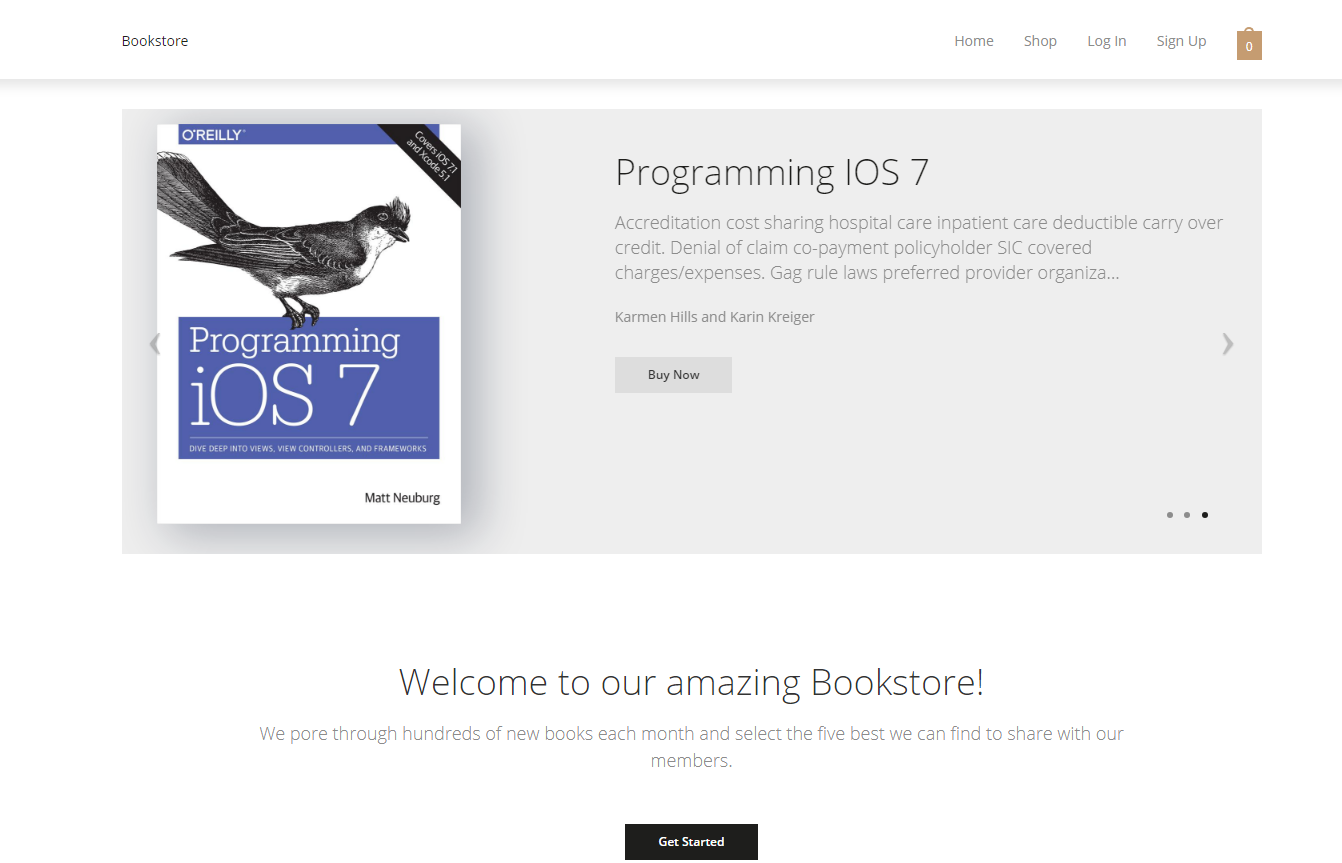 Bookstore
Home
Shop
Log In
Sign Up
0
O'REILLY
Covers iOS 7.1
and Xcode 5.1
Programming
iOS 7
DIVE DEEP INTO VIEWS, VIEW CONTROLLERS, AND FRAMEWORKS
Matt Neuburg
Programming IOS 7
Accreditation cost sharing hospital care inpatient care deductible carry over
credit. Denial of claim co-payment policyholder SIC covered
charges/expenses. Gag rule laws preferred provider organiza...
Karmen Hills and Karin Kreiger
Buy Now
Welcome to our amazing Bookstore!
We pore through hundreds of new books each month and select the five best we can find to share with our
members.
Get Started